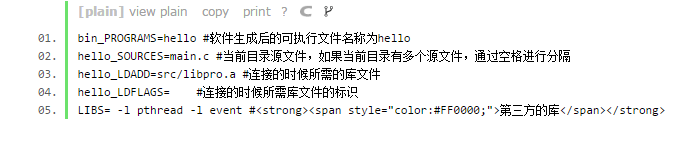 [plain] view plain copy print ?
01. bin_PROGRAMS=hello #软件生成后的可执行文件名称为hello
02. hello_SOURCES=main.c #当前目录源文件，如果当前目录有多个源文件，通过空格进行分隔
03. hello_LDADD=src/libpro.a #连接的时候所需的库文件
04. hello_LDFLAGS= #连接的时候所需库文件的标识
05. LIBS= -l pthread -l event #<strong><span style="color:#FF0000;">第三方的库</span></strong>